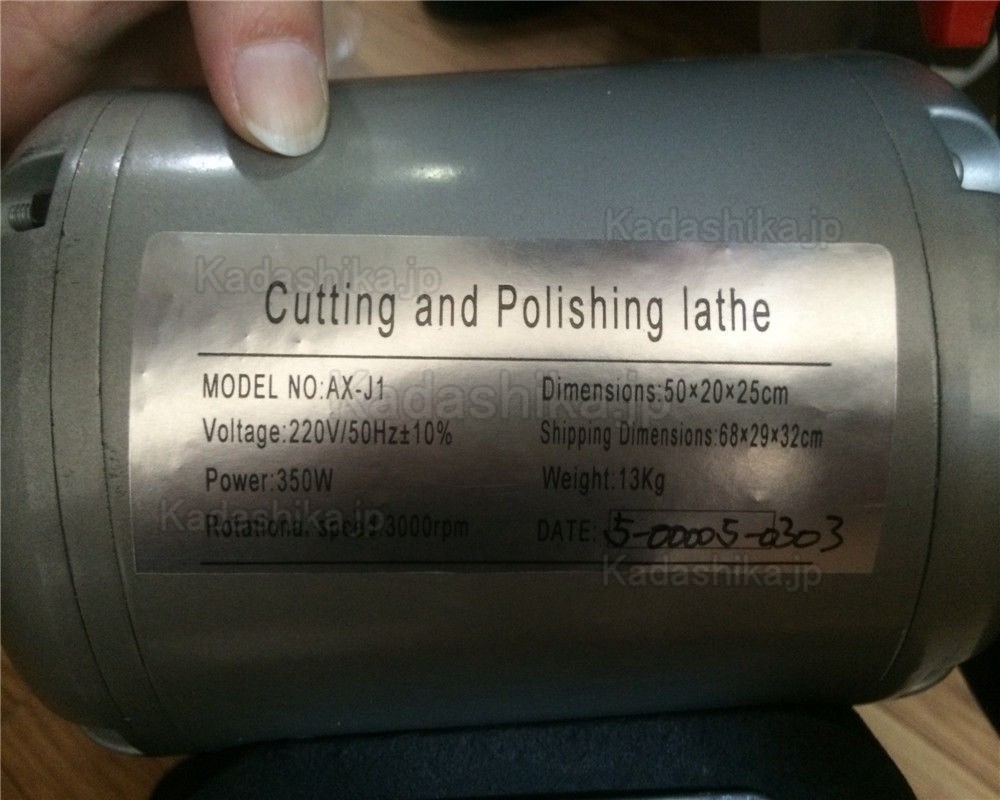 Kadashika.jp
Kadashika.jp
Cutting and Polishing lathe
MODEL NO:AX-J1
Dimensions:50×20×25cm
Kadashika.jp
Voltage:220V/50Hz±10%
Shipping Dimensions:68×29×32cm
Power:350W
Weight:13Kg
Kadashika.jp
Rotational speed:3000rpm
DATE: 5-00005-0303
Kadashika.jp